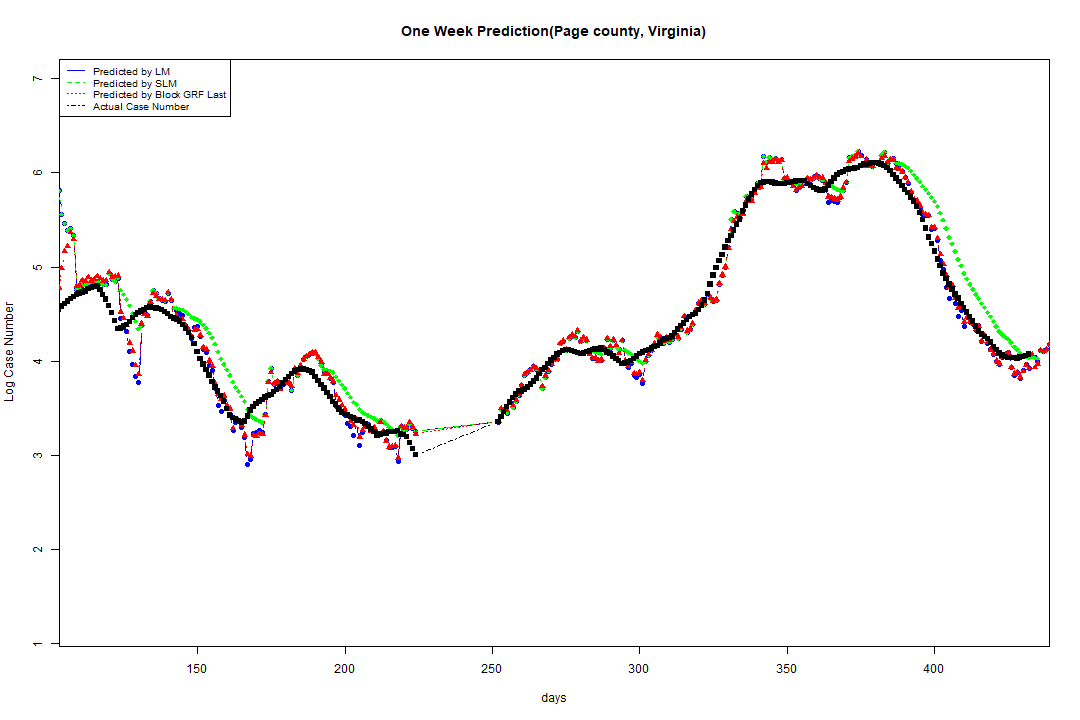 One Week Prediction(Page county, Virginia)
Predicted by LM
Predicted by SLM
Predicted by Block GRF Last
Actual Case Number
7
6
5
4
3
2
1
Log Case Number
150 200 250 300 350 400
days